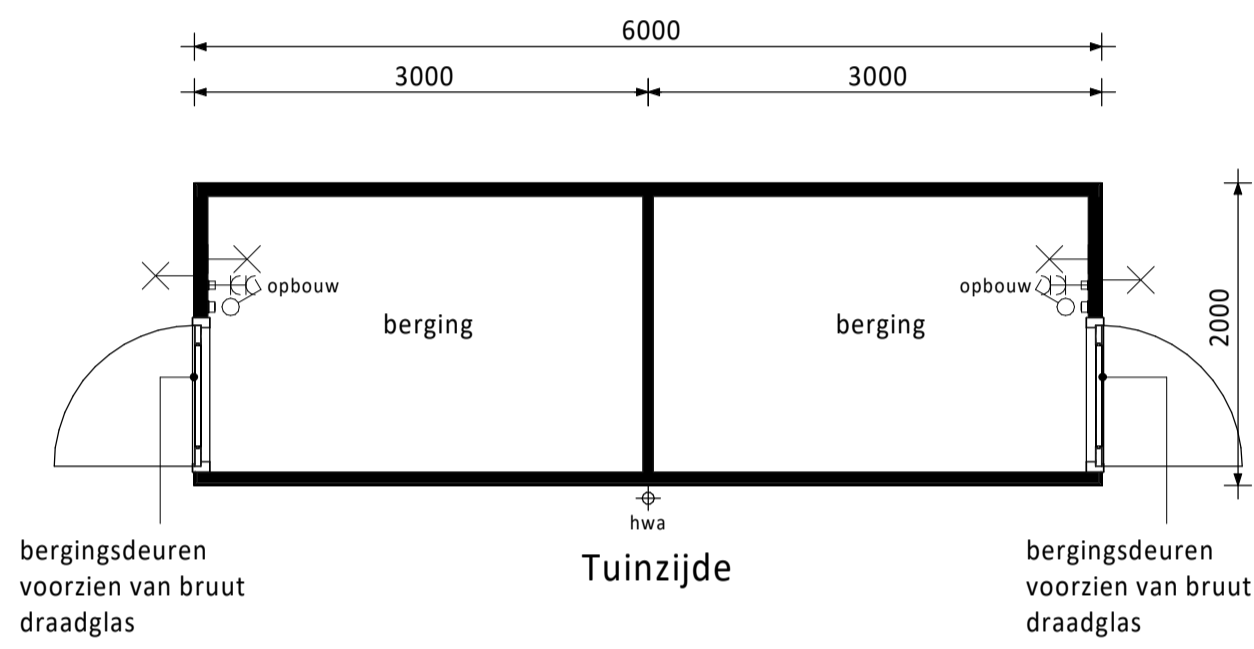 6000
3000
3000
opbouw
opbouw
berging
berging
2000
hwa
Tuinzijde
bergingsdeuren
voorzien van bruut
draadglas
bergingsdeuren
voorzien van bruut
draadglas